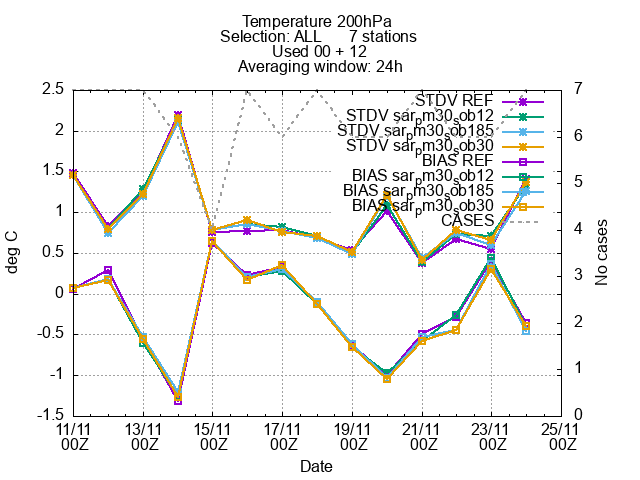 Temperature 200hPa
Selection: ALL 7 stations
Used 00 + 12
Averaging window: 24h
STDV REF
STDV sar_pm30_sob12
STDV sar_pm30_sob185
STDV sar_pm30_sob30
BIAS REF
BIAS sar_pm30_sob12
BIAS sar_pm30_sob185
BIAS sar_pm30_sob30
CASES
2.5
2
1.5
1
0.5
0
-0.5
-1
-1.5
deg C
7
6
5
4
3
2
1
0
No cases
11/11 13/11 15/11 17/11 19/11 21/11 23/11 25/11
00Z 00Z 00Z 00Z 00Z 00Z 00Z 00Z
Date